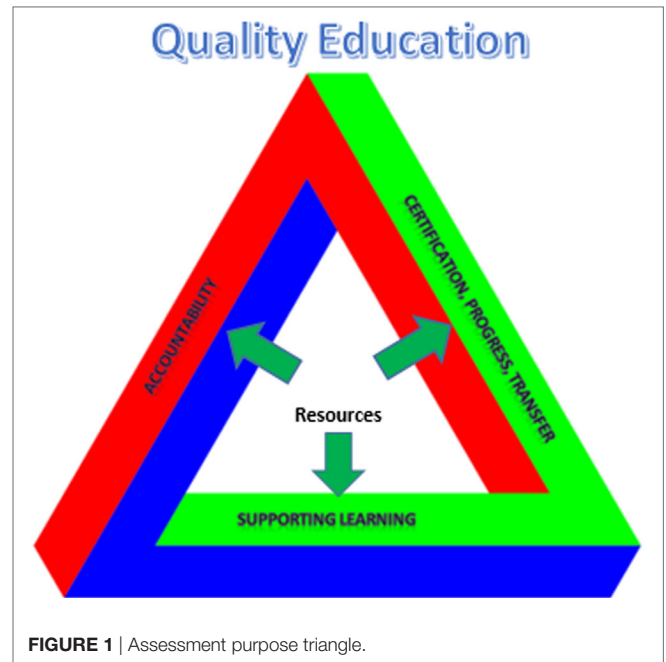 Quality Education
ACCOUNTABILITY
CERTIFICATION, PROGRESS, TRANSFER
Resources
SUPPORTING LEARNING
FIGURE 1 | Assessment purpose triangle.